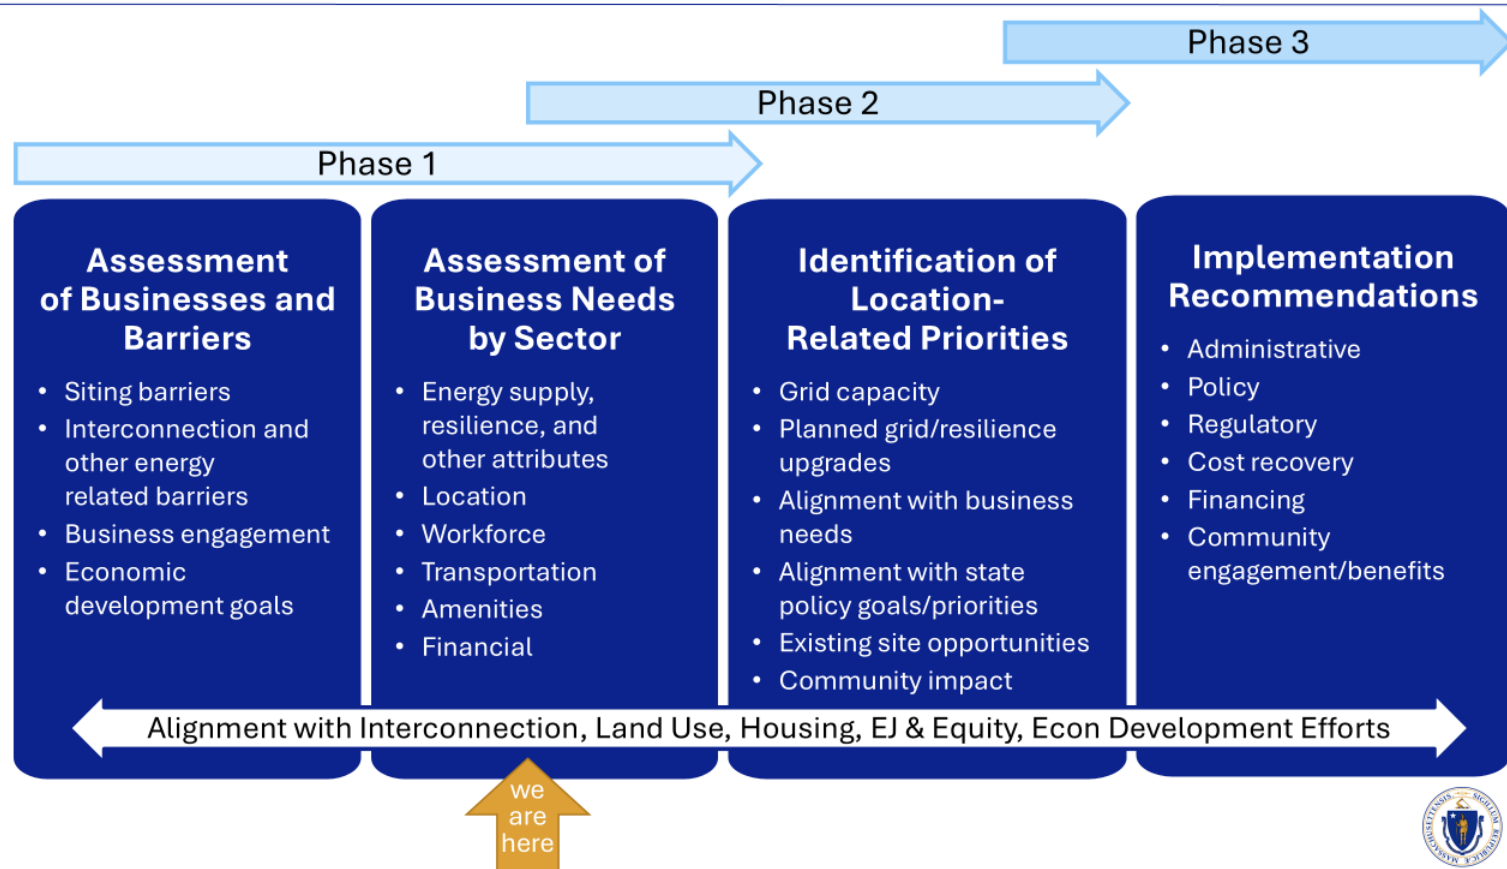 Phase 3
Phase 2
Phase 1
Assessment
of Businesses and
Barriers
• Siting barriers
• Interconnection and
other energy
related barriers
• Business engagement
• Economic
development goals
Assessment of
Business Needs
by Sector
• Energy supply,
resilience, and
other attributes
• Location
• Workforce
• Transportation
• Amenities
• Financial
Identification of
Location-
Related Priorities
• Grid capacity
• Planned grid/resilience
upgrades
• Alignment with business
needs
• Alignment with state
policy goals/priorities
• Existing site opportunities
• Community impact
Implementation
Recommendations
• Administrative
• Policy
• Regulatory
• Cost recovery
• Financing
• Community
engagement/benefits
Alignment with Interconnection, Land Use, Housing, EJ & Equity, Econ Development Efforts
we
are
here